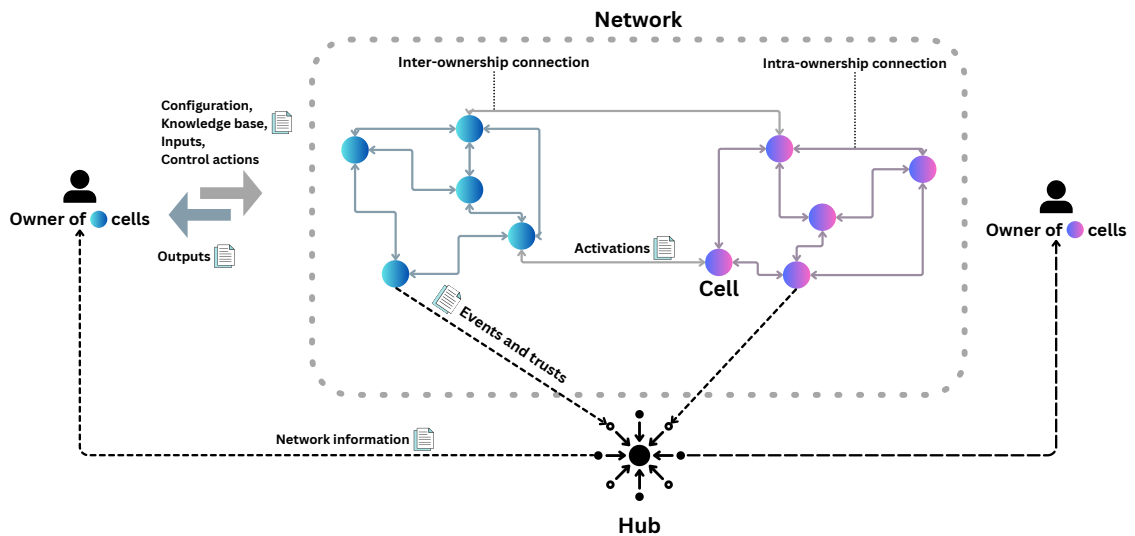 Network
Inter-ownership connection
Intra-ownership connection
Configuration,
Knowledge base,
Inputs,
Control actions
Owner of cells
Outputs
Activations
Cell
Owner of cells
Events and trusts
Network information
Hub